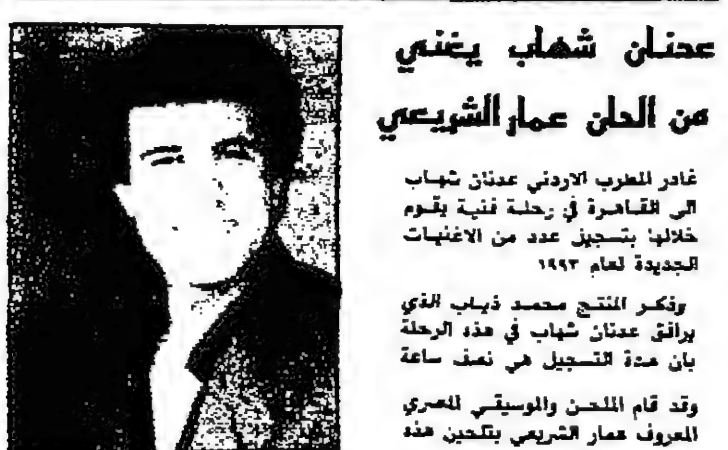 عدنان شهاب يغني
من الحان عمار الشريعي
غادر المطرب الاردني عدنان شهاب
الى القاهرة في رحلة فنية يقوم
خلالها بتسجيل عدد من الاغنيات
الجديدة لعام ١٩٩٣
وذكر المنتج محمد ذياب الذي
يرافق عدنان شهاب في هذه الرحلة
بان مدة التسجيل هي نصف ساعة
وقد قام الملحن والموسيقي المصري
المعروف عمار الشريعي بتلحين هذه